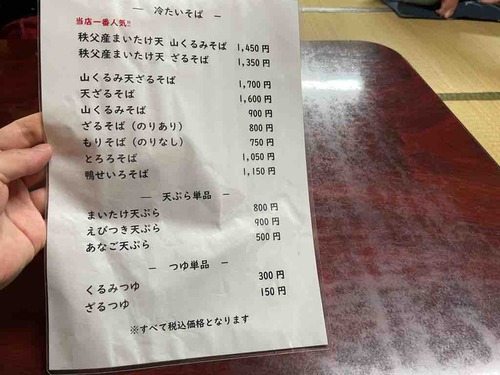 ― 冷たいそば ―
当店一番人気!!
秩父産まいたけ天 山くるみそば 1,450円
秩父産まいたけ天 ざるそば 1,350円
山くるみ天ざるそば 1,700円
天ざるそば 1,600円
山くるみそば 900円
ざるそば（のりあり） 800円
もりそば（のりなし） 750円
とろろそば 1,050円
鴨せいろそば 1,150円
― 天ぷら単品 ―
まいたけ天ぷら 800円
えびつき天ぷら 900円
あなご天ぷら 500円
― つゆ単品 ―
くるみつゆ 300円
ざるつゆ 150円
※すべて税込価格となります